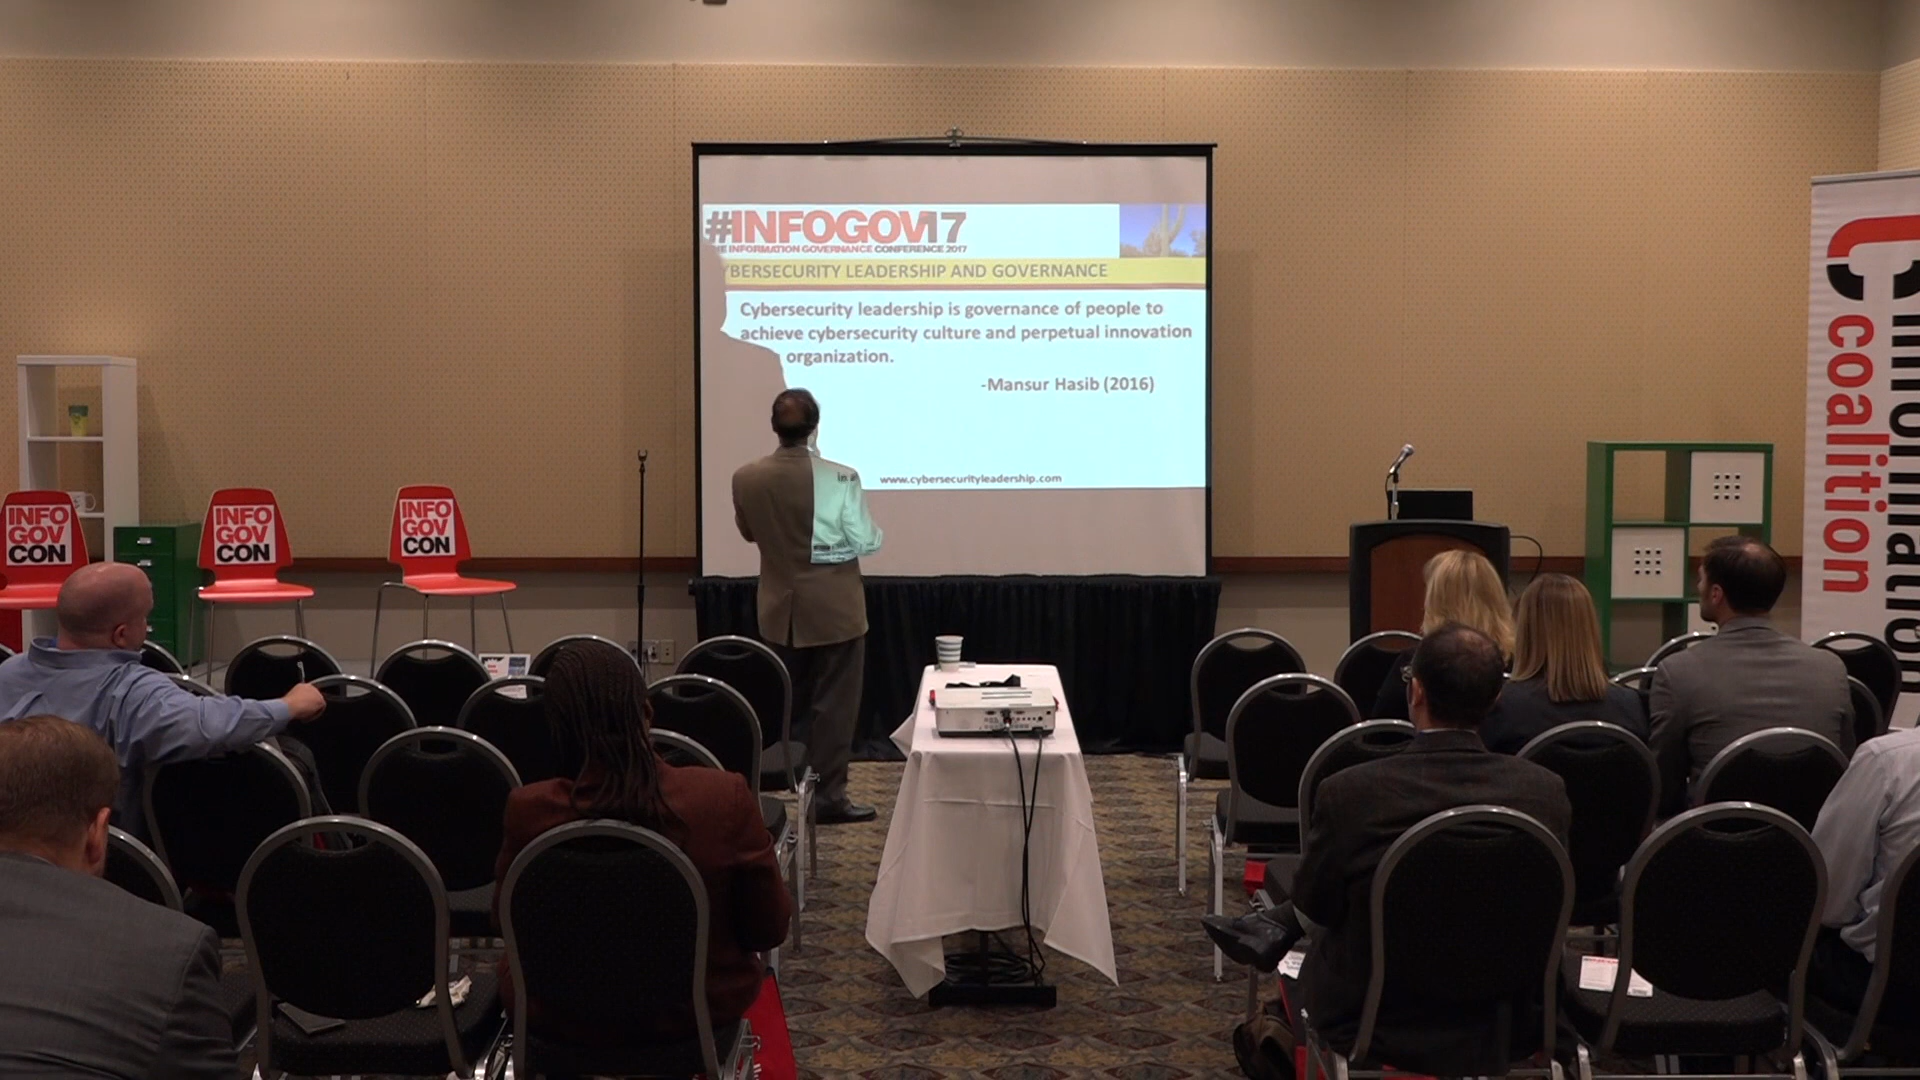 #INFOGOV17
INFORMATION GOVERNANCE CONFERENCE 2017
YBERSECURITY LEADERSHIP AND GOVERNANCE
Cybersecurity leadership is governance of people to
achieve cybersecurity culture and perpetual innovation
organization.
-Mansur Hasib (2016)
www.cybersecurityleadership.com
INFO
GOV
CON
INFO
GOV
CON
INFO
GOV
CON
information
coalition